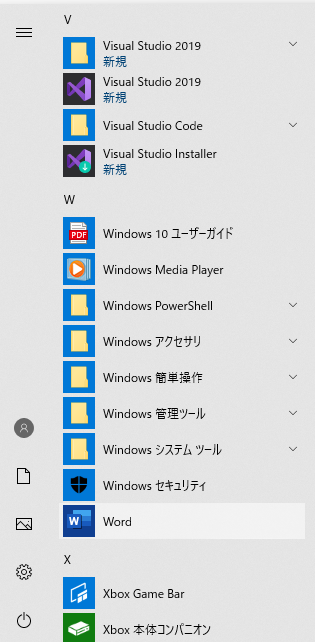 V
Visual Studio 2019
新規
Visual Studio 2019
新規
Visual Studio Code
Visual Studio Installer
新規
W
PDF
Windows 10 ユーザーガイド
Windows Media Player
Windows PowerShell
Windows アクセサリ
Windows 簡単操作
Windows 管理ツール
Windows システム ツール
Windows セキュリティ
W
Word
X
Xbox Game Bar
Xbox 本体コンパニオン